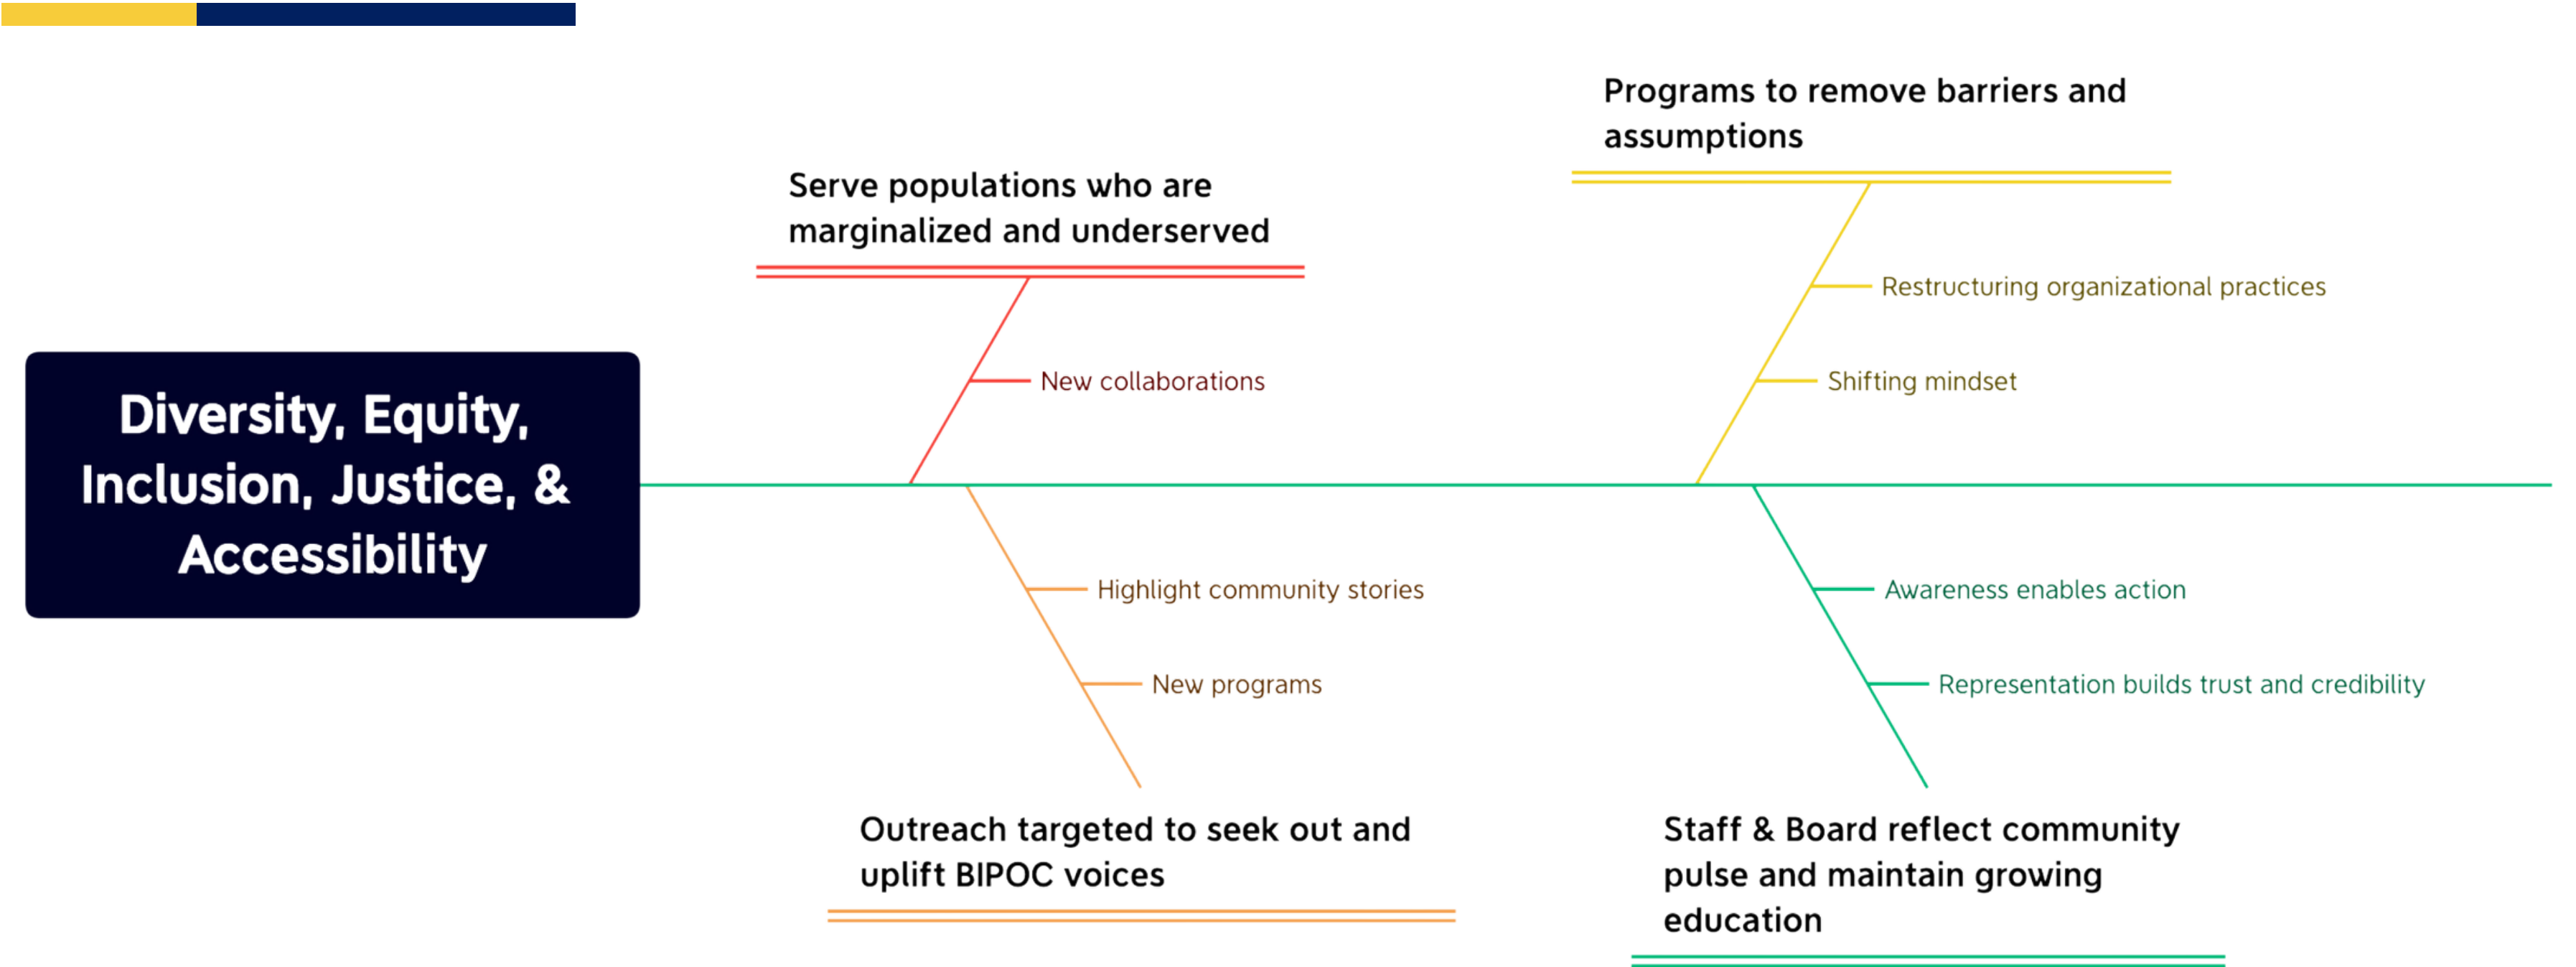 Diversity, Equity,
Inclusion, Justice, &
Accessibility
Serve populations who are
marginalized and underserved
New collaborations
Programs to remove barriers and
assumptions
Restructuring organizational practices
Shifting mindset
Highlight community stories
New programs
Outreach targeted to seek out and
uplift BIPOC voices
Awareness enables action
Representation builds trust and credibility
Staff & Board reflect community
pulse and maintain growing
education